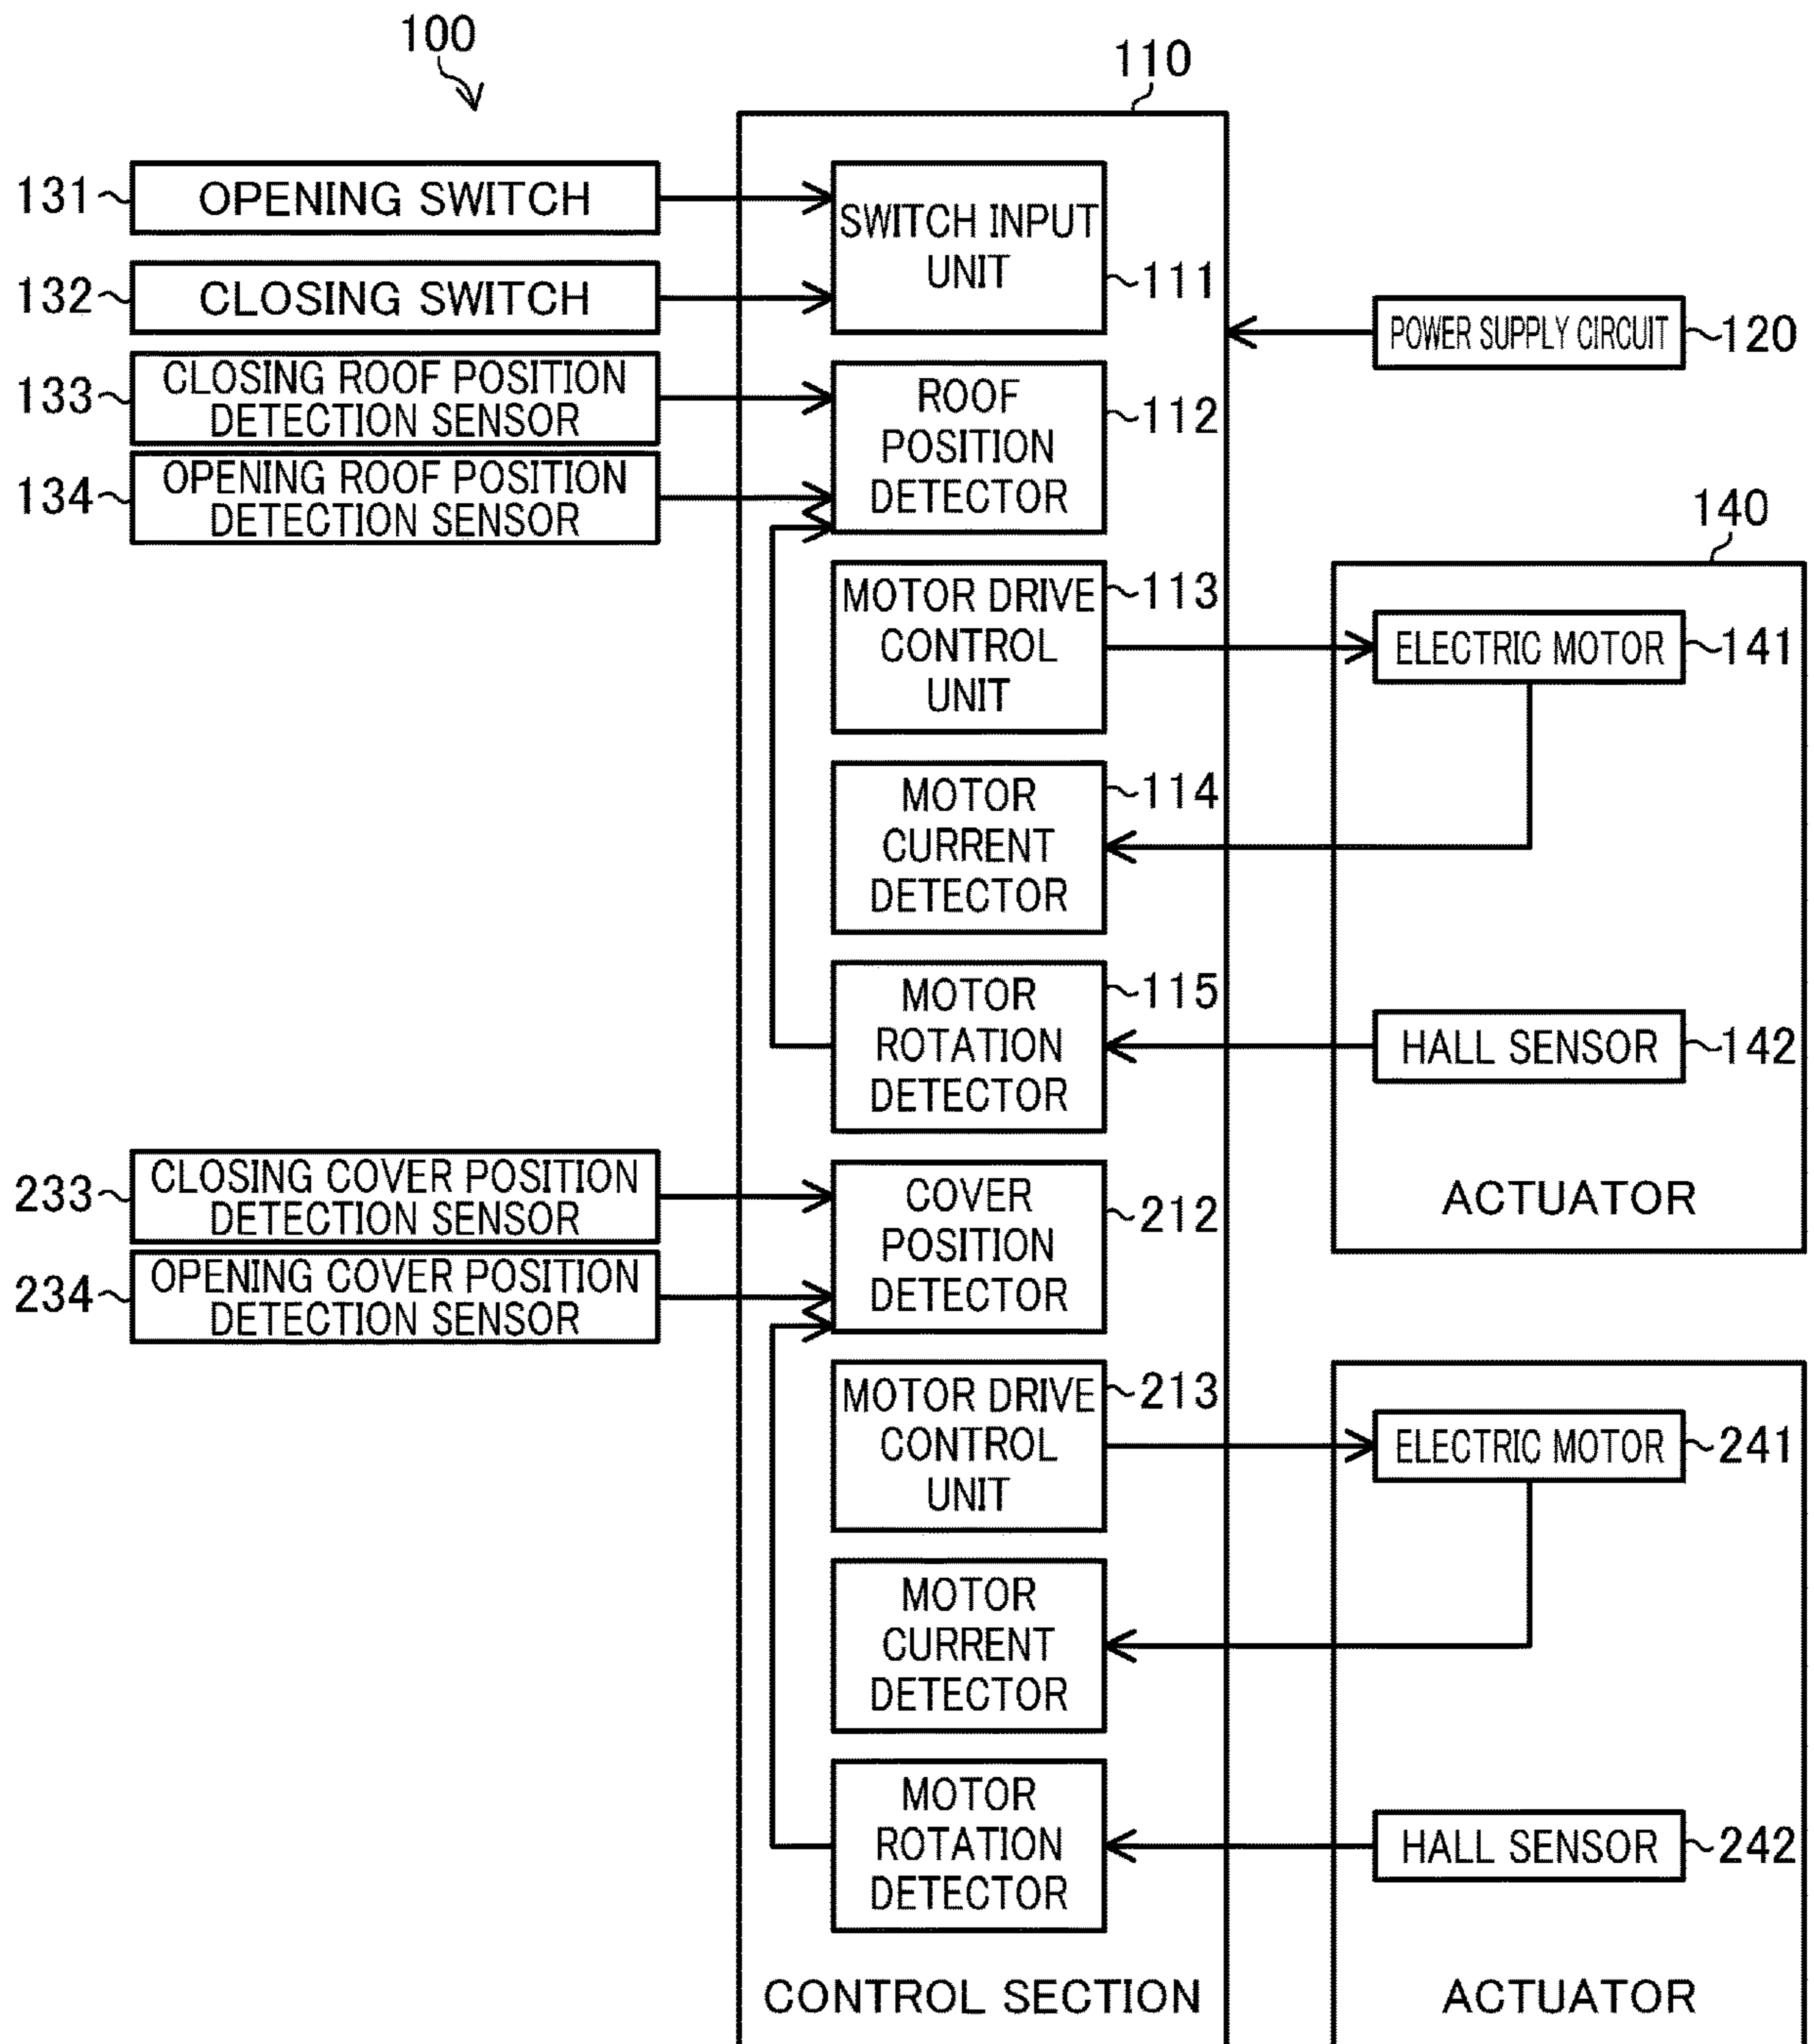 100
110
131
OPENING SWITCH
132
CLOSING SWITCH
133
CLOSING ROOF POSITION
DETECTION SENSOR
134
OPENING ROOF POSITION
DETECTION SENSOR
SWITCH INPUT
UNIT
111
POWER SUPPLY CIRCUIT
120
ROOF
POSITION
DETECTOR
112
MOTOR DRIVE
CONTROL
UNIT
113
MOTOR
CURRENT
DETECTOR
114
MOTOR
ROTATION
DETECTOR
115
140
ELECTRIC MOTOR
141
HALL SENSOR
142
ACTUATOR
233
CLOSING COVER POSITION
DETECTION SENSOR
234
OPENING COVER POSITION
DETECTION SENSOR
COVER
POSITION
DETECTOR
212
MOTOR DRIVE
CONTROL
UNIT
213
MOTOR
CURRENT
DETECTOR
MOTOR
ROTATION
DETECTOR
CONTROL SECTION
ELECTRIC MOTOR
241
HALL SENSOR
242
ACTUATOR